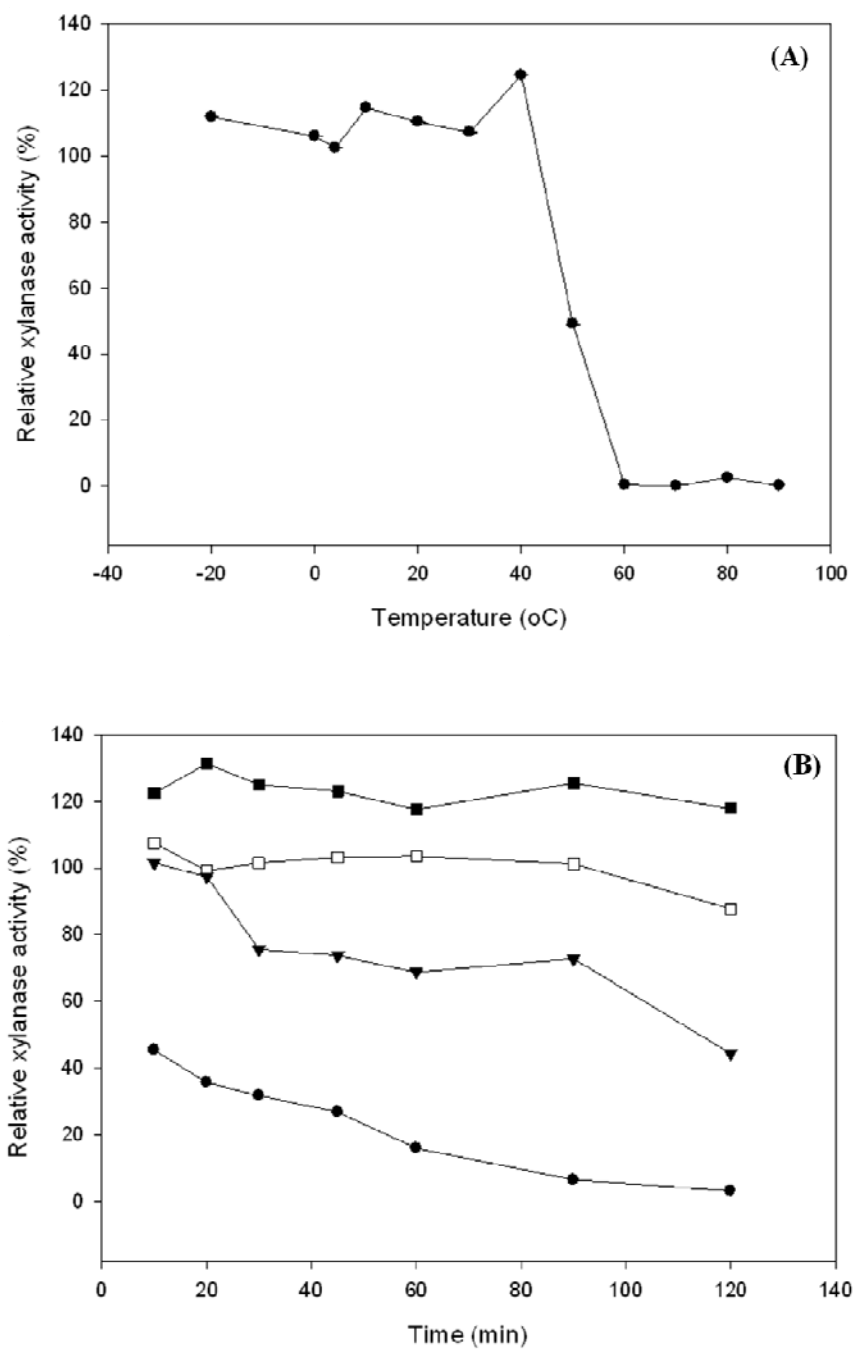 (A)
Relative xylanase activity (%)
140
120
100
80
60
40
20
0
-40 -20 0 20 40 60 80 100
Temperature (oC)
(B)
Relative xylanase activity (%)
140
120
100
80
60
40
20
0
0 20 40 60 80 100 120 140
Time (min)